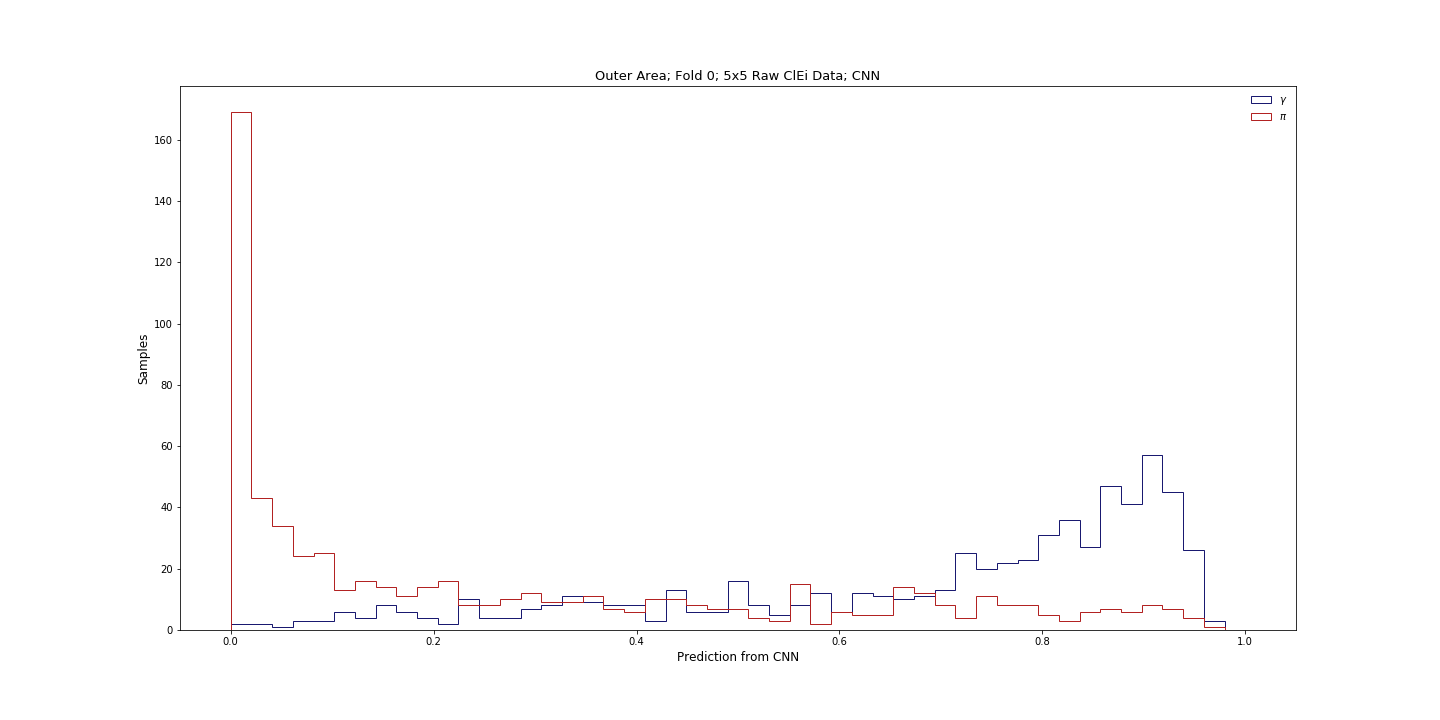 Outer Area; Fold 0; 5x5 Raw ClEi Data; CNN
γ
π
160
140
120
100
80
60
40
20
0
Samples
0.0 0.2 0.4 0.6 0.8 1.0
Prediction from CNN